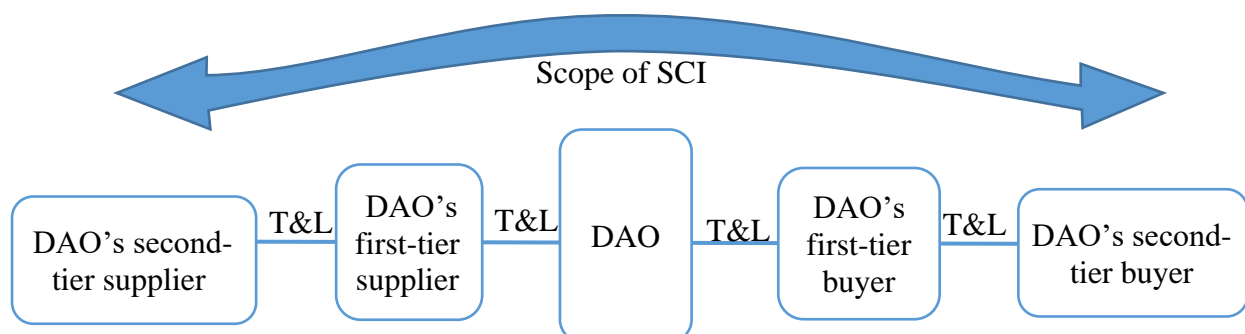 Scope of SCI
DAO’s second-
tier supplier
T&L
DAO’s
first-tier
supplier
T&L
DAO
T&L
DAO’s
first-tier
buyer
T&L
DAO’s second-
tier buyer